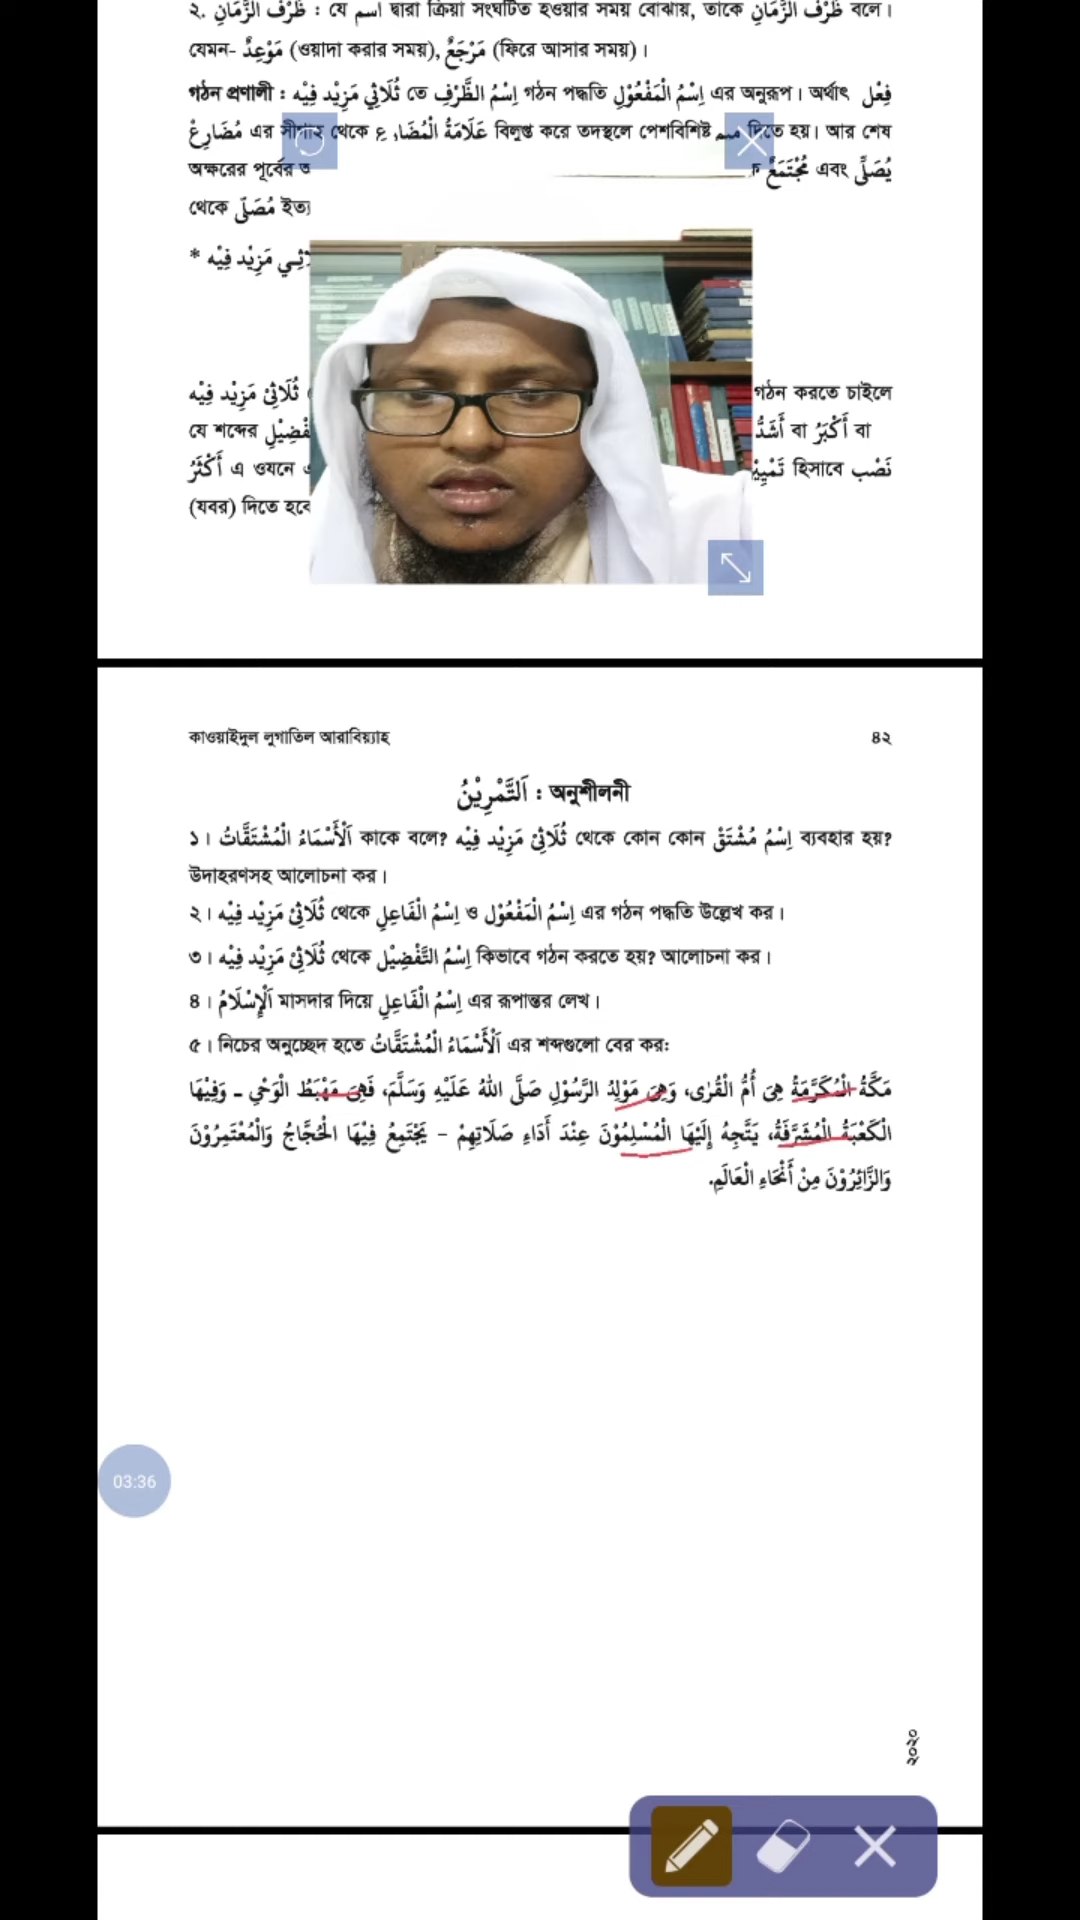 ২. ظَرْفُ الزَّمَانِ : যে اسم দ্বারা ক্রিয়া সংঘটিত হওয়ার সময় বোঝায়, তাকে ظَرْفُ الزَّمَانِ বলে।
যেমন- مَوْعِدٌ (ওয়াদা করার সময়), مَرْجَعٌ (ফিরে আসার সময়)।
গঠন প্রণালী : ثُلَاثِي مَزِيْد فِيْه তে اِسْمُ الظَّرْفِ গঠন পদ্ধতি اِسْمُ الْمَفْعُوْلِ এর অনুরূপ। অর্থাৎ فِعْل
مُضَارِعْ এর থেকে عَلَامَةُ الْمُضَارِع বিলুপ্ত করে তদস্থলে পেশবিশিষ্ট দিতে হয়। আর শেষ
অক্ষরের পূর্বের مُجْتَمَعٌ এবং يُصَلِّى
থেকে مُصَلًّى
* مَزِيْد فِيْه
ثُلَاثِيْ مَزِيْد فِيْه গঠন করতে চাইলে
যে শব্দের أَشَدُّ বা أَكْبَرُ বা
أَكْثَرُ এ ওযনে تَمْيِيْز হিসাবে نَصْب
(যবর) দিতে হবে
কাওয়াইদুল লুগাতিল আরাবিয়্যাহ ৪২
اَلتَّمْرِيْنُ : অনুশীলনী
১। اَلْأَسْمَاءُ الْمُشْتَقَّاتُ কাকে বলে? ثُلَاثِيْ مَزِيْد فِيْه থেকে কোন কোন اِسْمُ مُشْتَقْ ব্যবহার হয়?
উদাহরণসহ আলোচনা কর।
২। ثُلَاثِيْ مَزِيْد فِيْه থেকে اِسْمُ الْفَاعِلِ ও اِسْمُ الْمَفْعُوْلِ এর গঠন পদ্ধতি উল্লেখ কর।
৩। ثُلَاثِيْ مَزِيْد فِيْه থেকে اِسْمُ التَّفْضِيْلِ কিভাবে গঠন করতে হয়? আলোচনা কর।
৪। اَلْإِسْلَامُ মাসদার দিয়ে اِسْمُ الْفَاعِلِ এর রূপান্তর লেখ।
৫। নিচের অনুচ্ছেদ হতে اَلْأَسْمَاءُ الْمُشْتَقَّاتُ এর শব্দগুলো বের কর:
مَكَّةُ الْمُكَرَّمَةُ هِيَ أُمُّ الْقُرٰى، وَهِيَ مَوْلِدُ الرَّسُوْلِ صَلَّى اللهُ عَلَيْهِ وَسَلَّمَ، فَهِيَ مَهْبَطُ الْوَحْيِ ـ وَفِيْهَا
الْكَعْبَةُ الْمُشَرَّفَةُ، يَتَّجِهُ إِلَيْهَا الْمُسْلِمُوْنَ عِنْدَ أَدَاءِ صَلَاتِهِمْ – يَجْتَمِعُ فِيْهَا الْحُجَّاجُ وَالْمُعْتَمِرُوْنَ
وَالزَّائِرُوْنَ مِنْ أَنْحَاءِ الْعَالَمِ.
03:36
২০২০